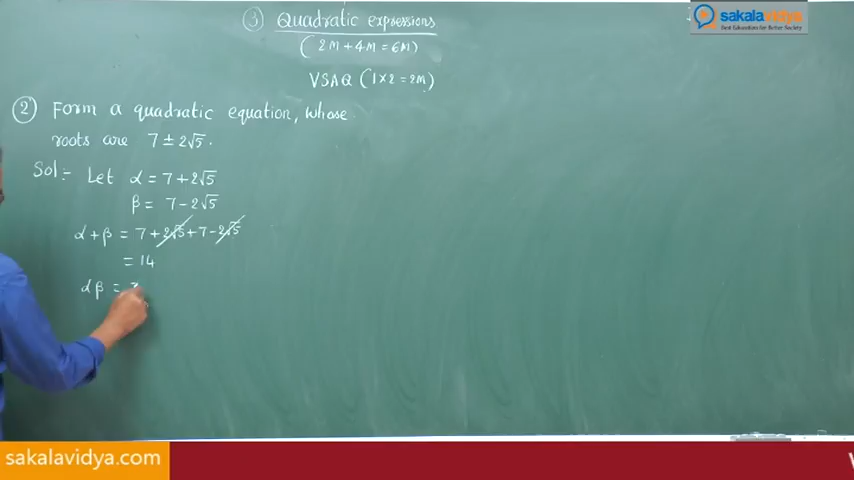 ③ Quadratic expressions
(2M + 4M = 6M)
VSAQ (1 × 2 = 2M)
② Form a quadratic equation, whose
roots are 7 ± 2√5.
Sol:- Let α = 7 + 2√5
β = 7 - 2√5
α + β = 7 + 2√5 + 7 - 2√5
= 14
αβ =
sakalavidya
Best Education for Better Society
sakalavidya.com